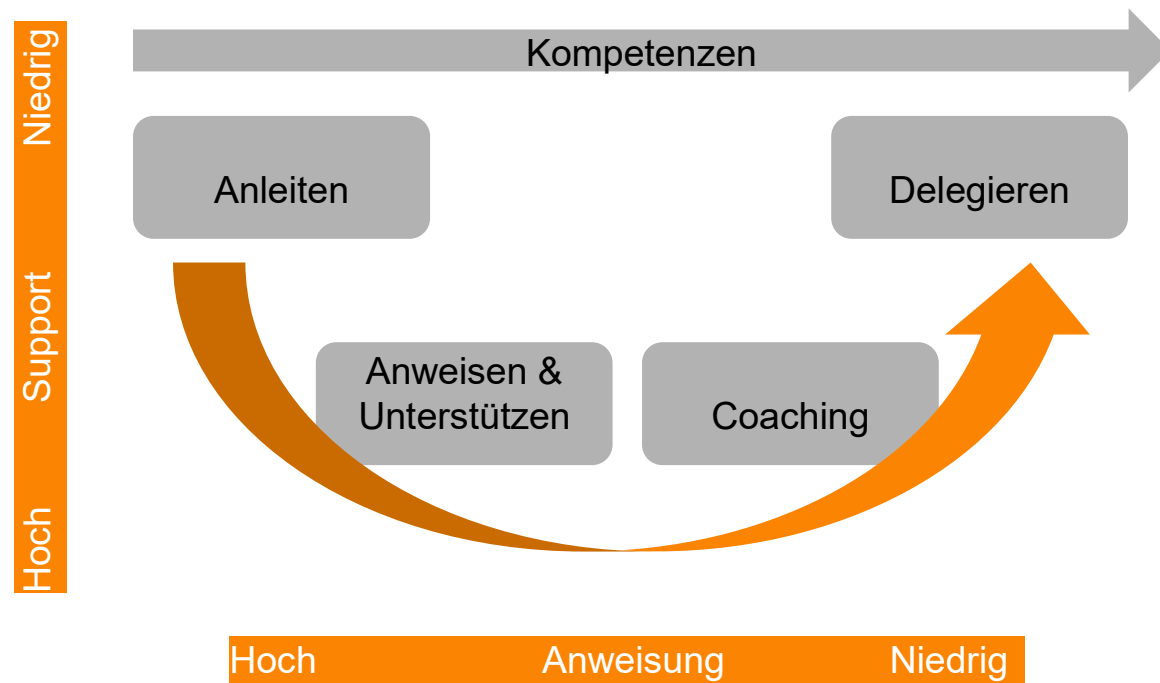 Kompetenzen
Niedrig
Support
Hoch
Anleiten
Delegieren
Anweisen &
Unterstützen
Coaching
Hoch Anweisung Niedrig